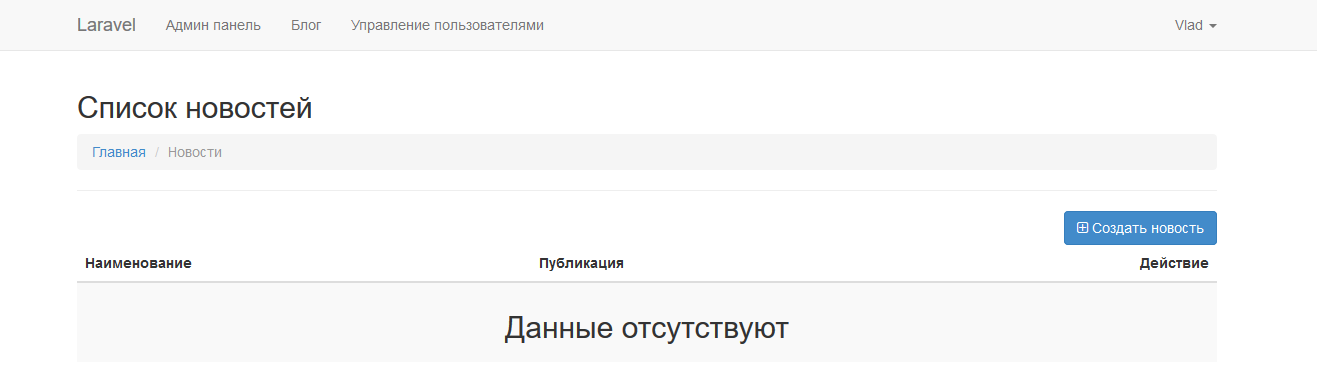 Laravel Админ панель Блог Управление пользователями Vlad
Список новостей
Главная / Новости
Создать новость
Наименование Публикация Действие
Данные отсутствуют